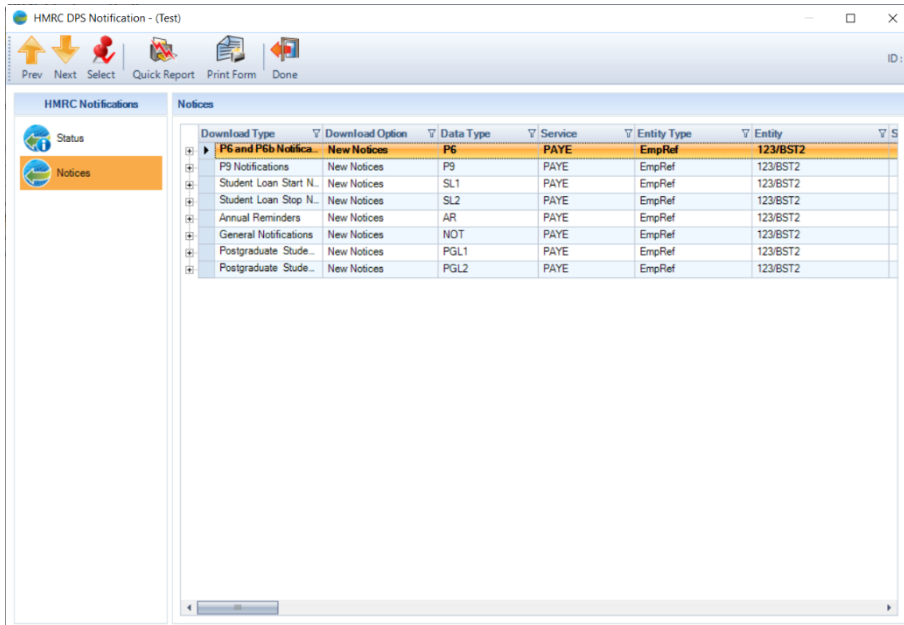 HMRC DPS Notification - (Test)
Prev Next Select Quick Report Print Form Done
ID:
HMRC Notifications
Notices
Status
Notices
Download Type Download Option Data Type Service Entity Type Entity S
P6 and P6b Notifica... New Notices P6 PAYE EmpRef 123/BST2
P9 Notifications New Notices P9 PAYE EmpRef 123/BST2
Student Loan Start N... New Notices SL1 PAYE EmpRef 123/BST2
Student Loan Stop N... New Notices SL2 PAYE EmpRef 123/BST2
Annual Reminders New Notices AR PAYE EmpRef 123/BST2
General Notifications New Notices NOT PAYE EmpRef 123/BST2
Postgraduate Stude... New Notices PGL1 PAYE EmpRef 123/BST2
Postgraduate Stude... New Notices PGL2 PAYE EmpRef 123/BST2